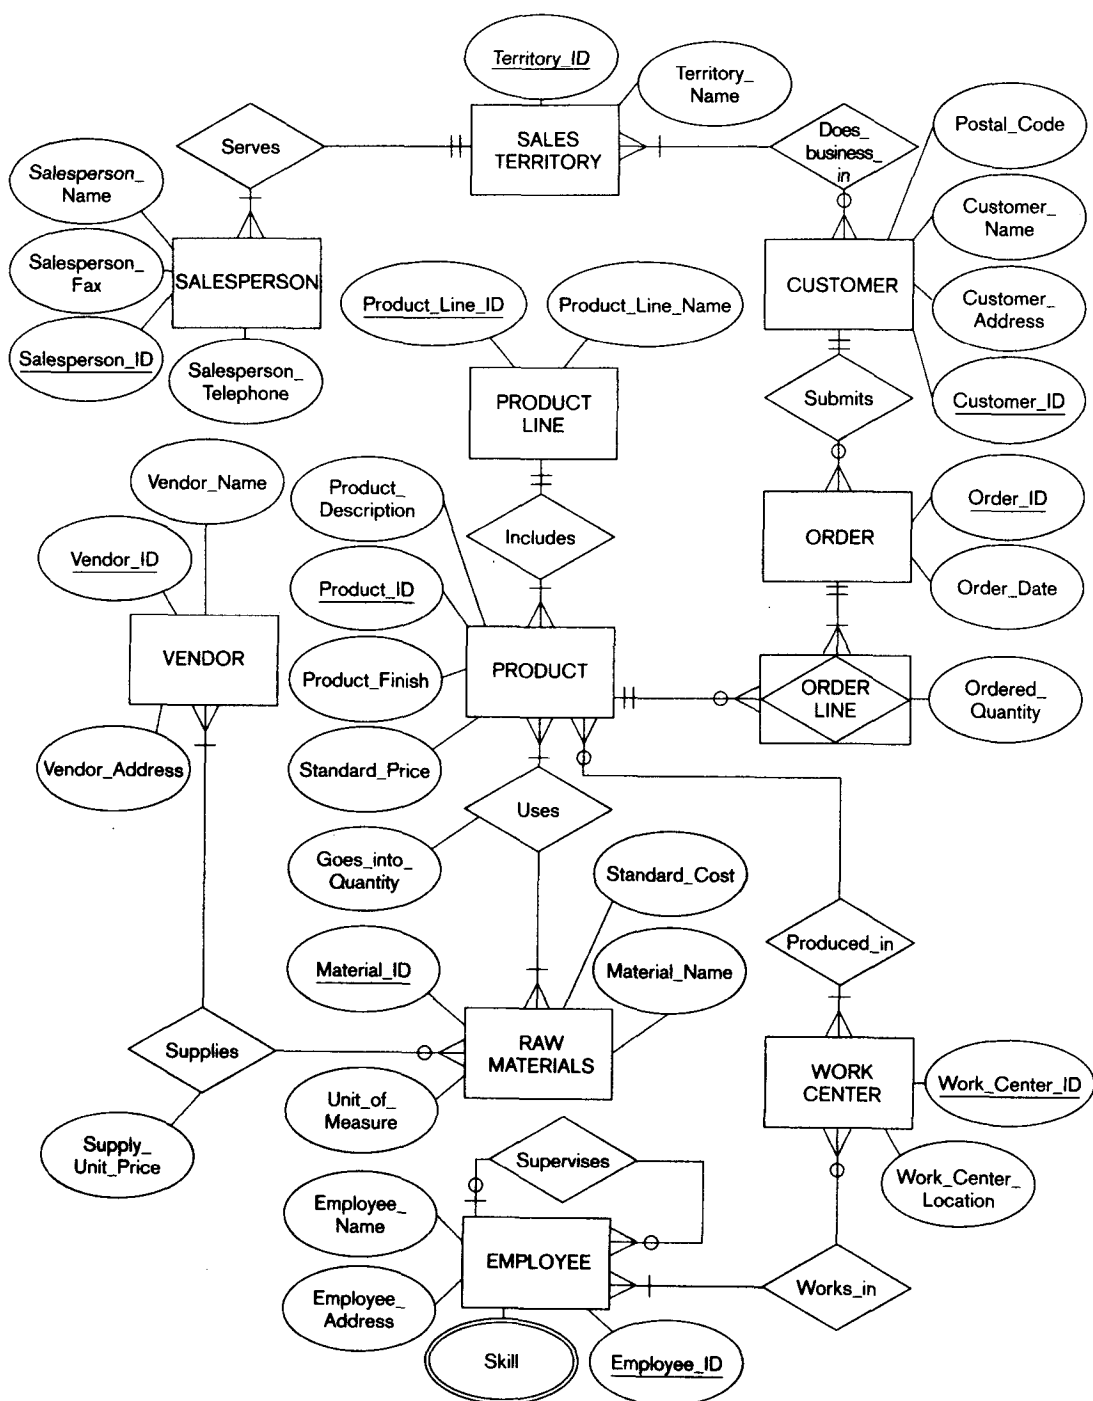 Territory_ID
Territory_
Name
Serves
SALES
TERRITORY
Does_
business_
in
Postal_Code
Salesperson_
Name
Salesperson_
Fax
Salesperson_ID
SALESPERSON
Salesperson_
Telephone
Customer_
Name
CUSTOMER
Customer_
Address
Customer_ID
Product_Line_ID
Product_Line_Name
PRODUCT
LINE
Submits
Vendor_Name
Product_
Description
Includes
Order_ID
ORDER
Order_Date
Vendor_ID
Product_ID
VENDOR
PRODUCT
Product_Finish
ORDER
LINE
Ordered_
Quantity
Vendor_Address
Standard_Price
Uses
Goes_into_
Quantity
Standard_Cost
Produced_in
Material_ID
Material_Name
Supplies
RAW
MATERIALS
WORK
CENTER
Work_Center_ID
Unit_of_
Measure
Supply_
Unit_Price
Supervises
Work_Center_
Location
Employee_
Name
EMPLOYEE
Works_in
Employee_
Address
Skill
Employee_ID